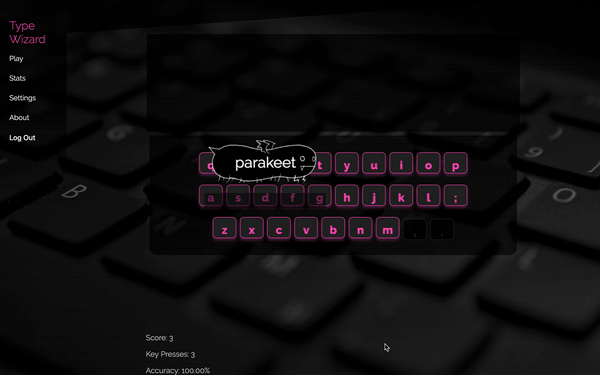 Type
Wizard
Play
Stats
Settings
About
Log Out
parakeet
q t y u i o p
a s d f g h j k l ;
z x c v b n m , .
Score: 3
Key Presses: 3
Accuracy: 100.00%